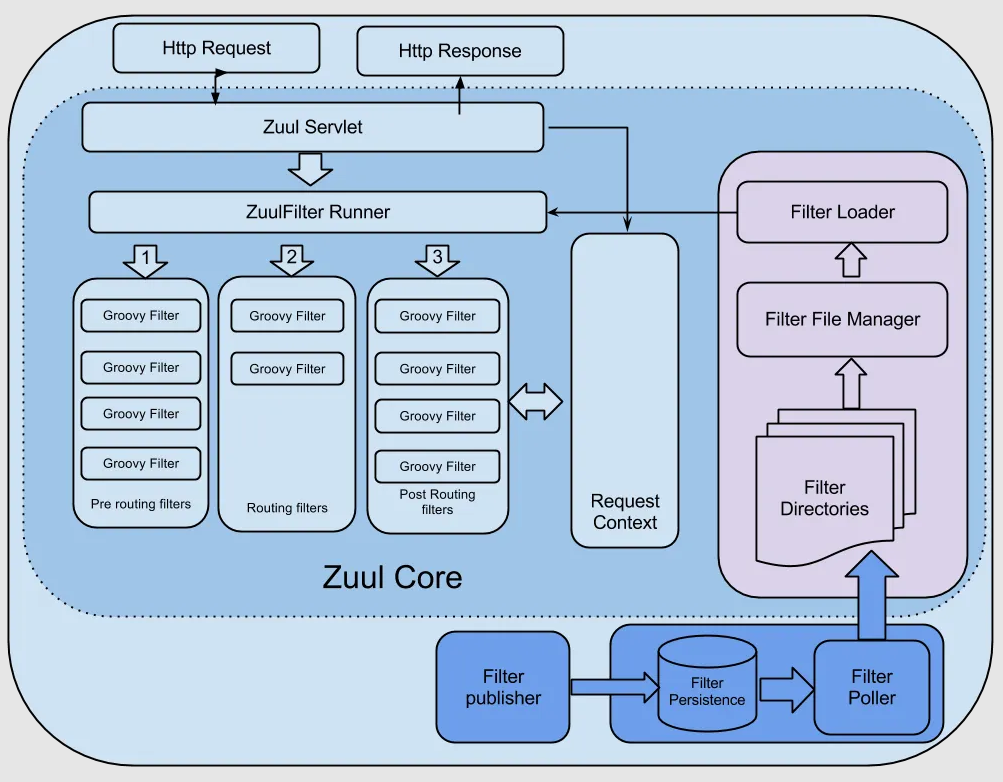 Http Request
Http Response
Zuul Servlet
ZuulFilter Runner
Filter Loader
1
2
3
Groovy Filter
Groovy Filter
Groovy Filter
Groovy Filter
Pre routing filters
Groovy Filter
Groovy Filter
Routing filters
Groovy Filter
Groovy Filter
Groovy Filter
Groovy Filter
Post Routing
filters
Request
Context
Filter File Manager
Filter
Directories
Zuul Core
Filter
publisher
Filter
Persistence
Filter
Poller